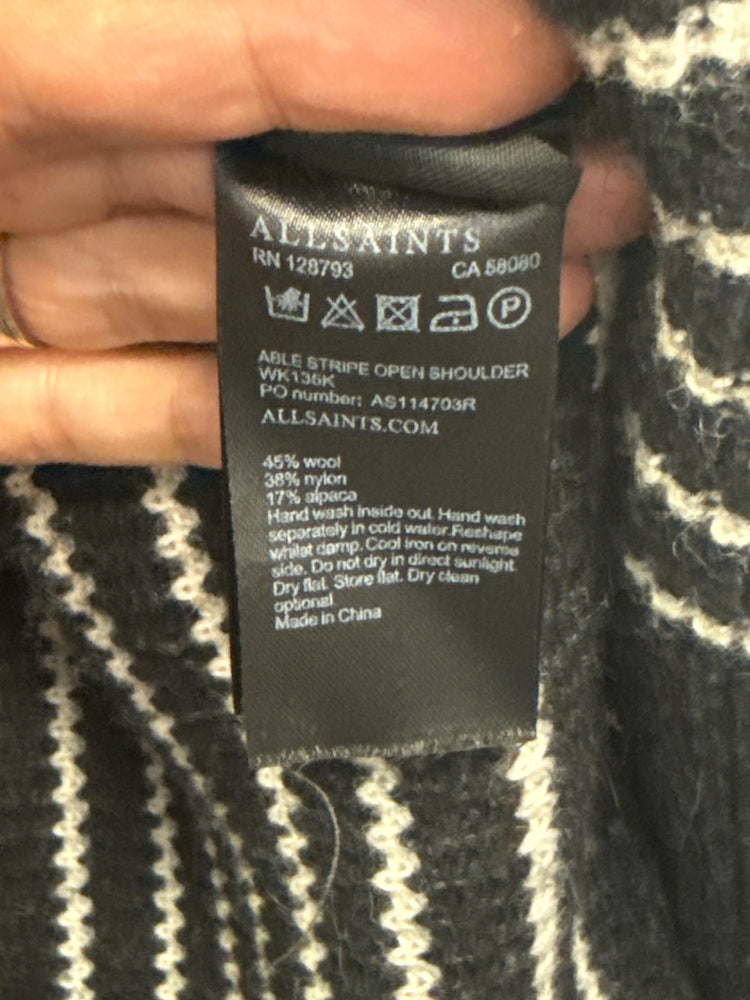 ALLSAINTS
RN 128793 CA 58080
P
ABLE STRIPE OPEN SHOULDER
WK135K
PO number: AS114703R
ALLSAINTS.COM
45% wool
38% nylon
17% alpaca
Hand wash inside out. Hand wash
separately in cold water.Reshape
whilst damp. Cool iron on reverse
side. Do not dry in direct sunlight.
Dry flat. Store flat. Dry clean
optional
Made in China